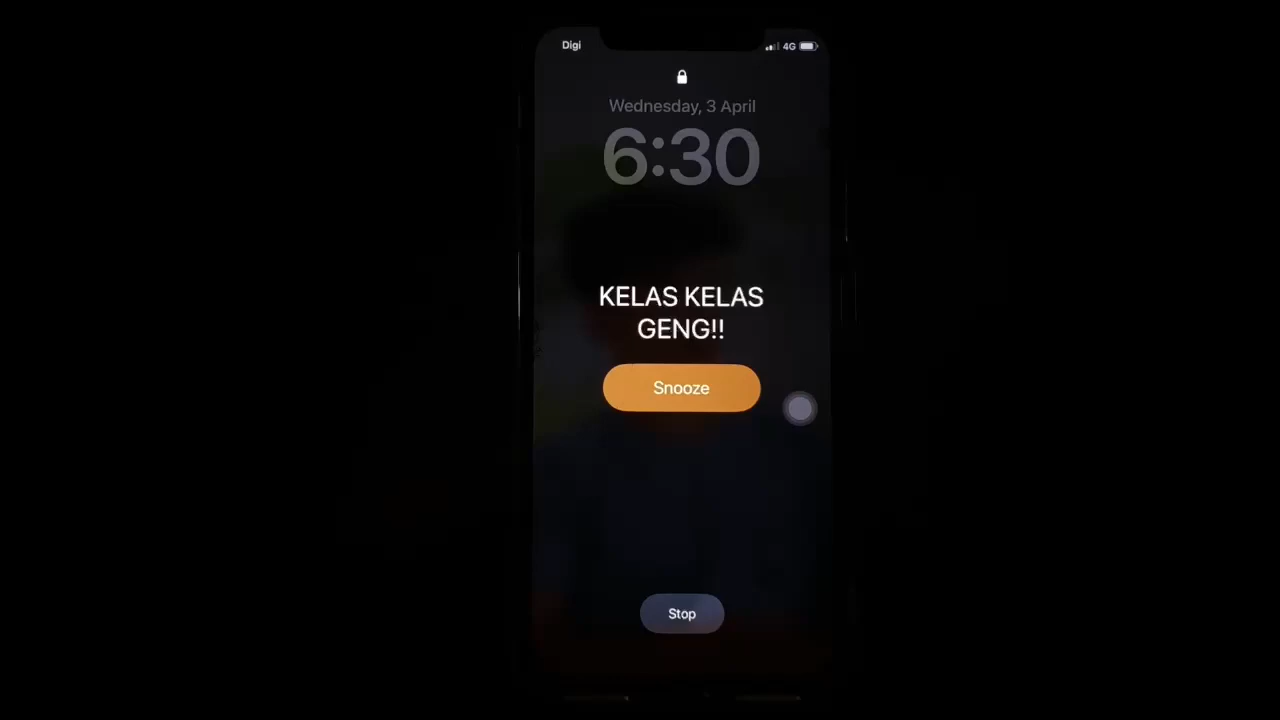 Digi
4G
Wednesday, 3 April
6:30
KELAS KELAS
GENG!!
Snooze
Stop